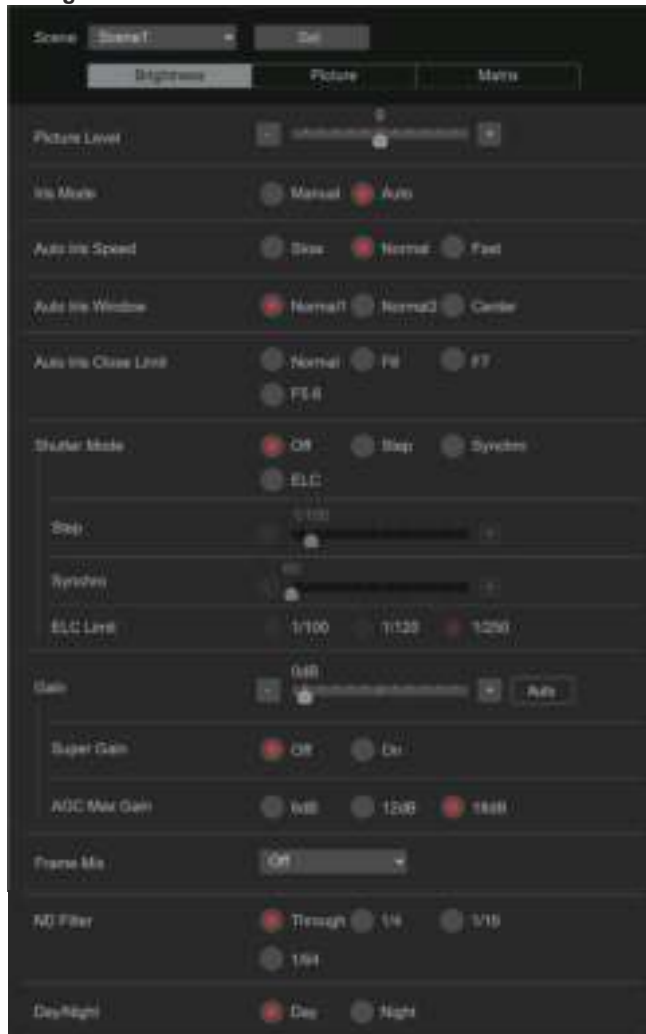 Scene Scene1 Set
Brightness Picture Matrix
0
Picture Level - +
Iris Mode Manual Auto
Auto Iris Speed Slow Normal Fast
Auto Iris Window Normal1 Normal2 Center
Auto Iris Close Limit Normal F8 F7
F5.6
Shutter Mode Off Step Synchro
ELC
1/100
Step
Synchro
ELC Limit 1/100 1/120 1/250
0dB
Gain - + Auto
Super Gain Off On
AGC Max Gain 6dB 12dB 18dB
Frame Mix Off
ND Filter Through 1/4 1/16
1/64
Day/Night Day Night